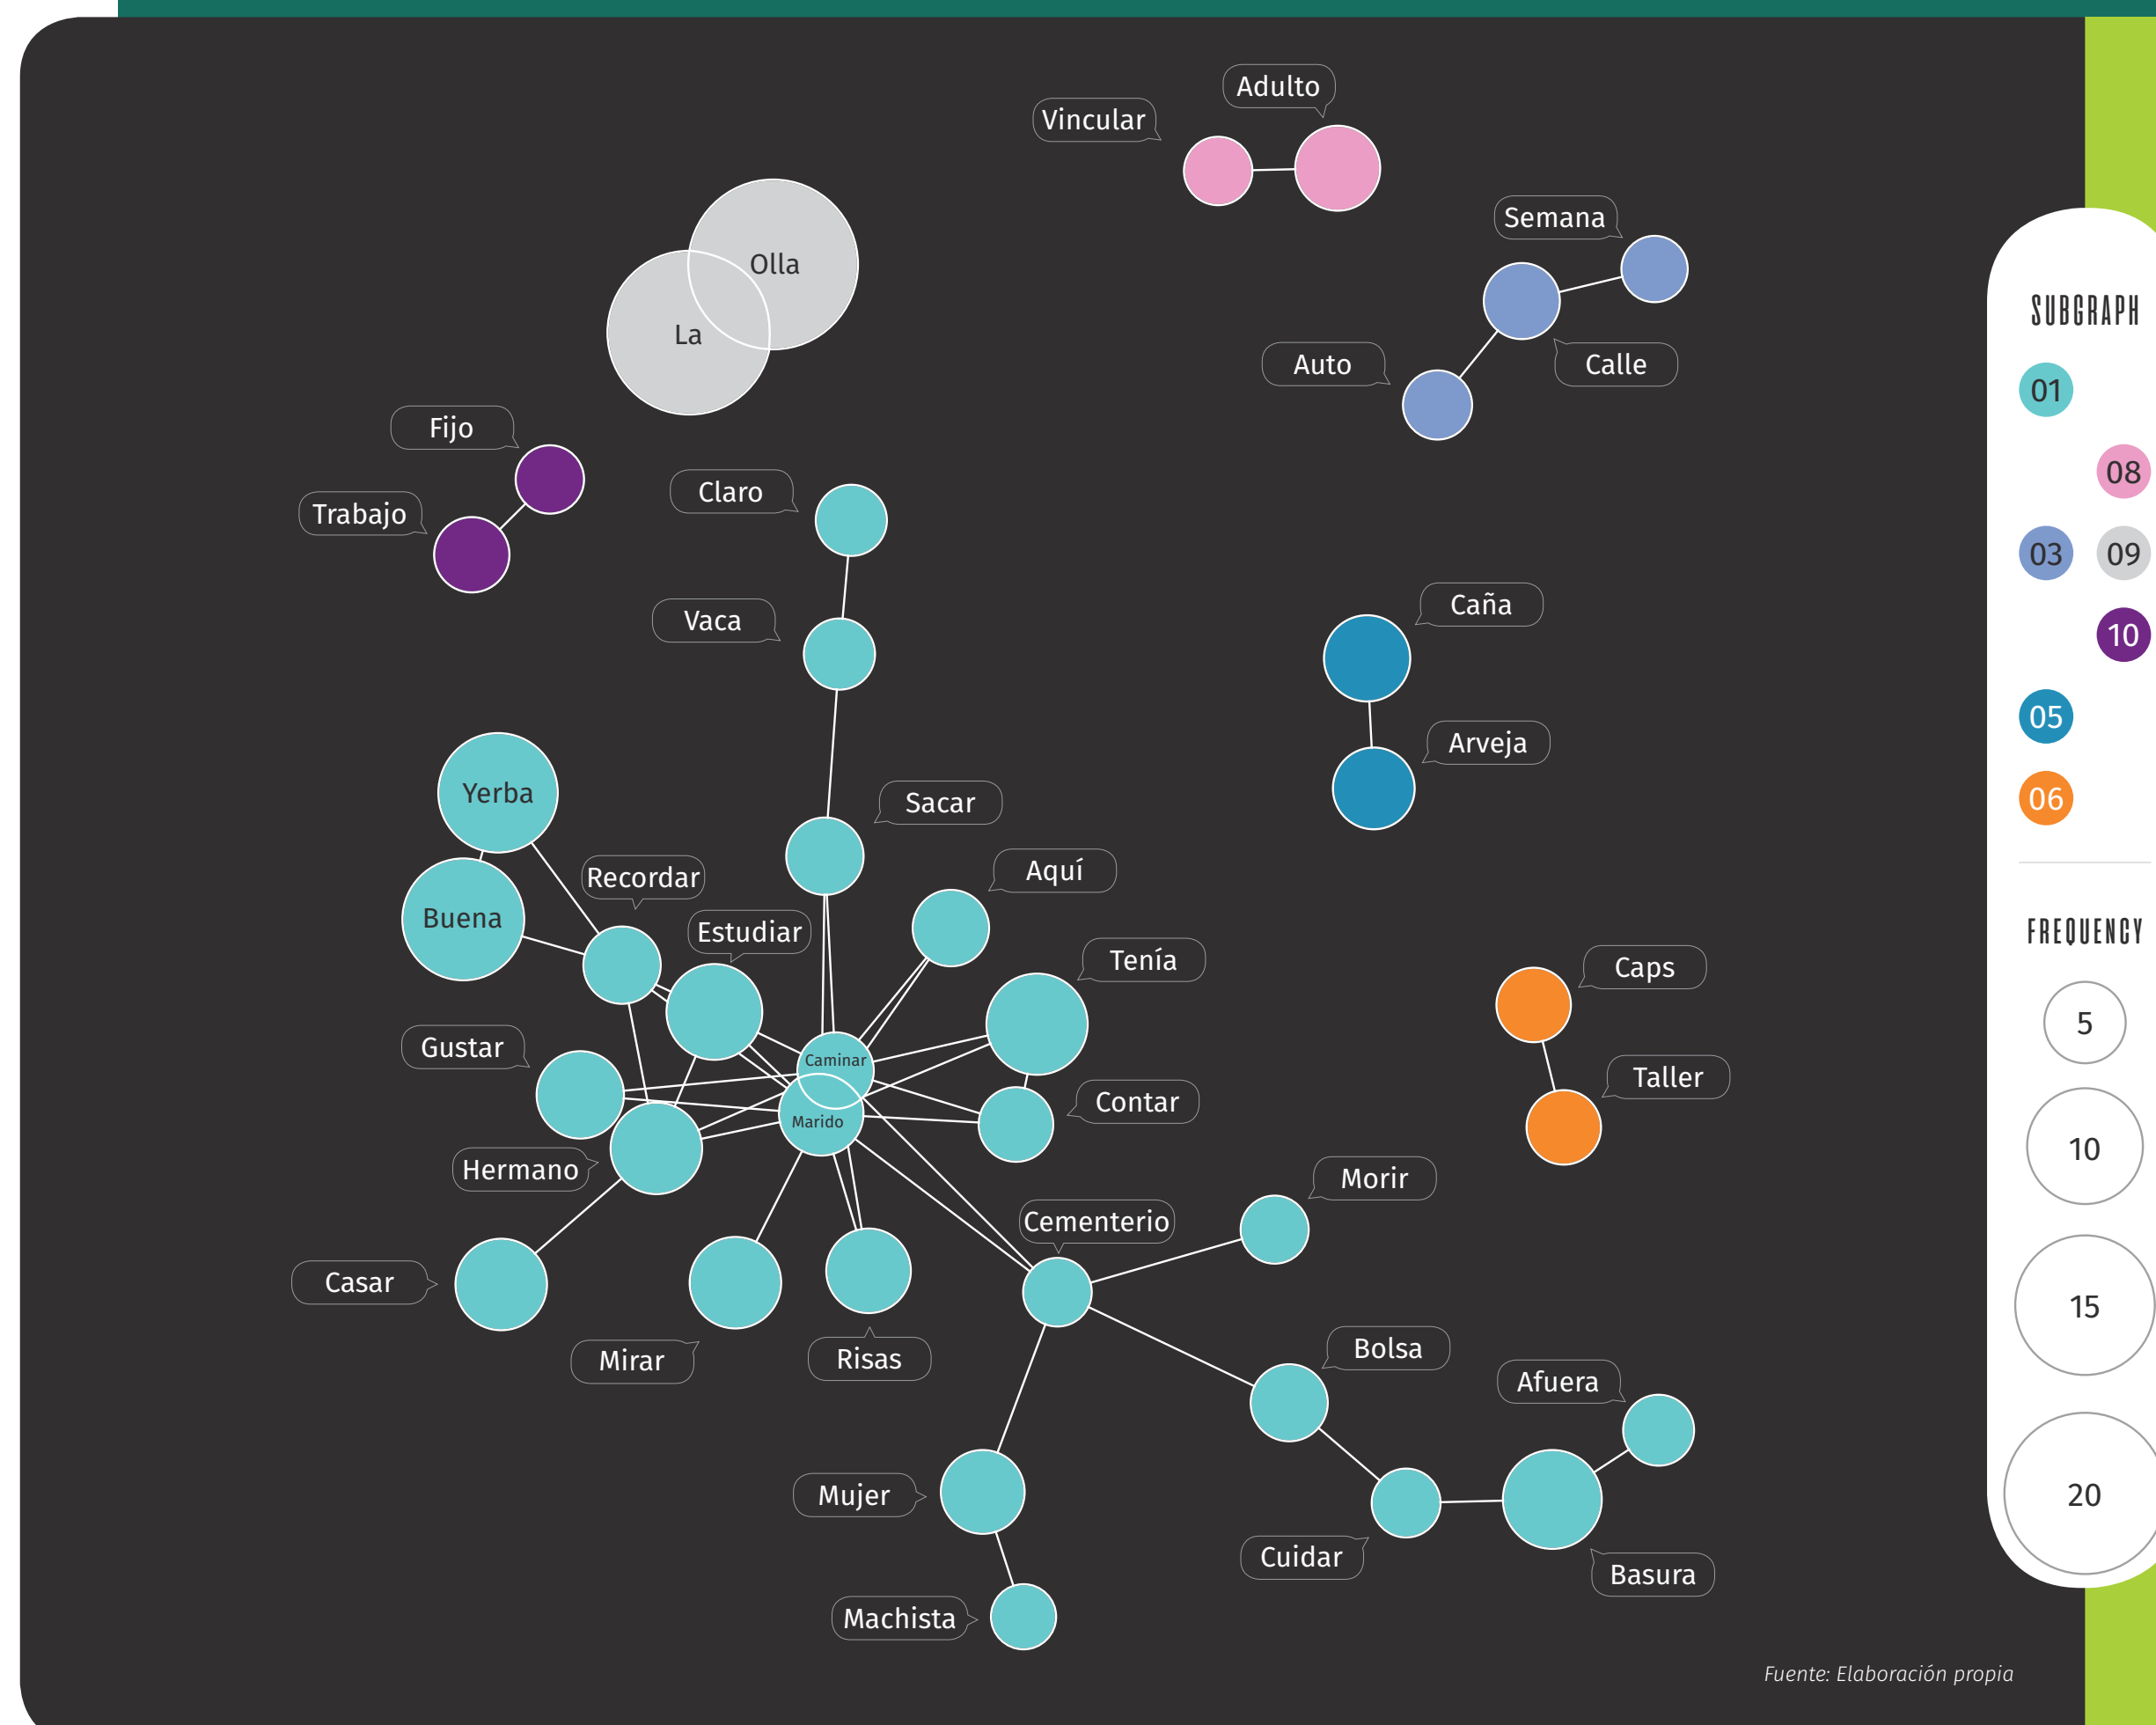 Adulto
Vincular
Semana
Olla
La
Auto
Calle
Fijo
Claro
Trabajo
Caña
Vaca
Arveja
Yerba
Sacar
Recordar
Aquí
Buena
Estudiar
Tenía
Caps
Gustar
Caminar
Taller
Contar
Marido
Hermano
Morir
Cementerio
Casar
Mirar
Risas
Bolsa
Afuera
Mujer
Cuidar
Basura
Machista
SUBGRAPH
01
08
03 09
10
05
06
FREQUENCY
5
10
15
20
Fuente: Elaboración propia